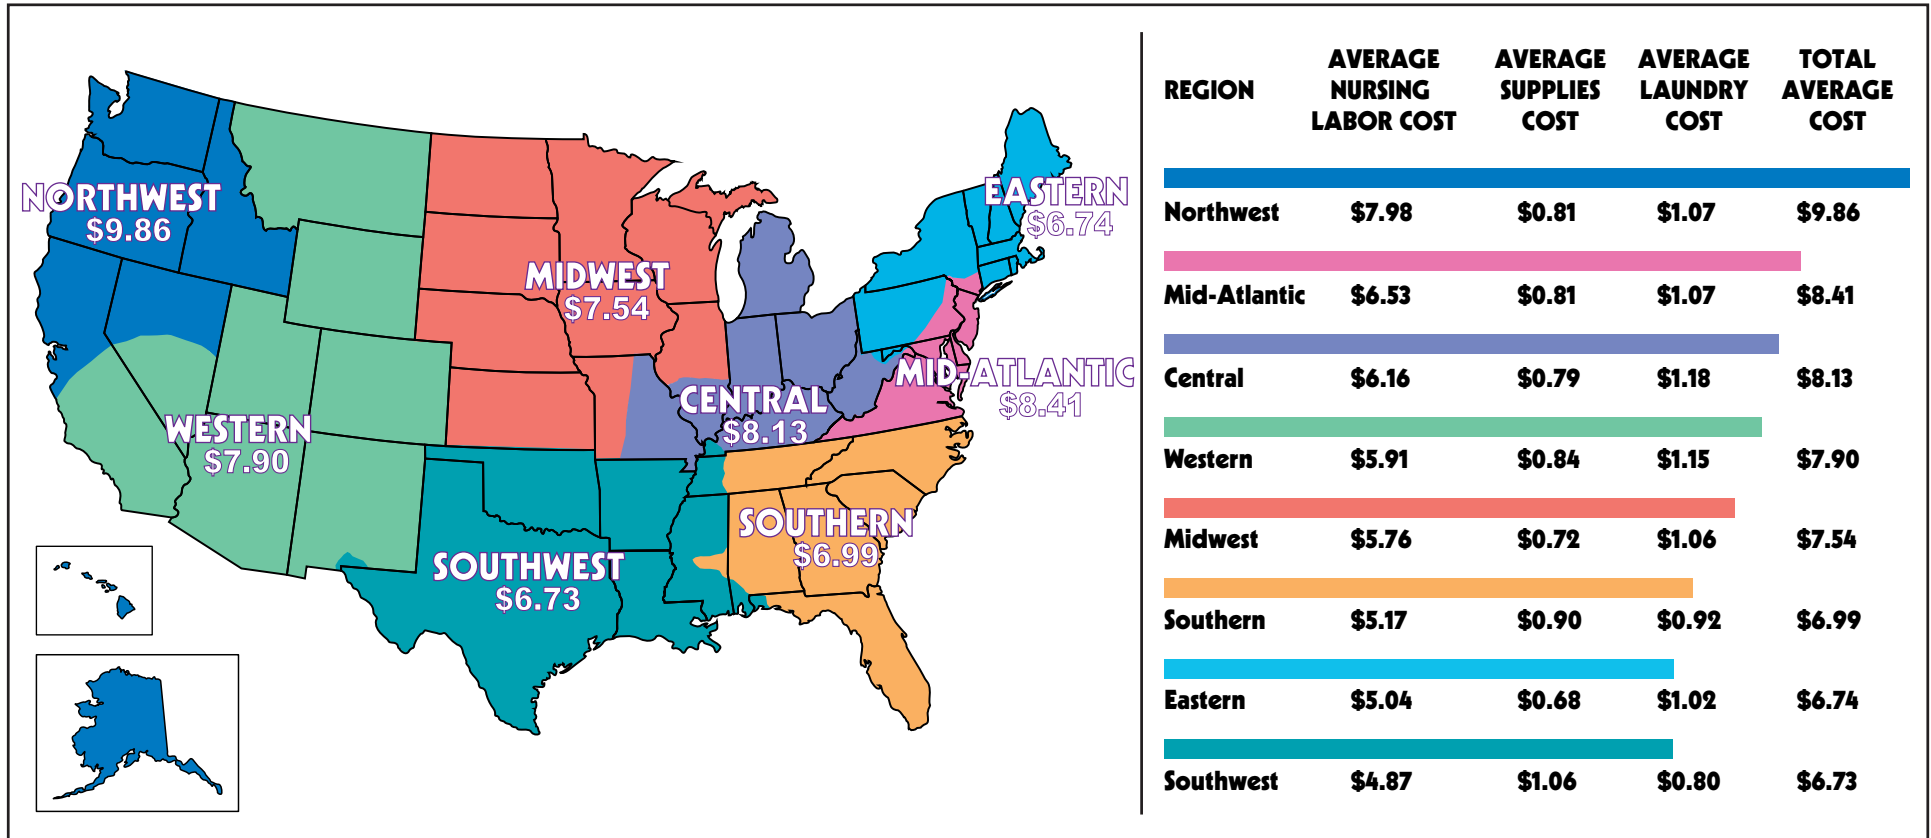 NORTHWEST
$9.86
EASTERN
$6.74
MIDWEST
$7.54
MID-ATLANTIC
$8.41
CENTRAL
$8.13
WESTERN
$7.90
SOUTHERN
$6.99
SOUTHWEST
$6.73
REGION AVERAGE NURSING LABOR COST AVERAGE SUPPLIES COST AVERAGE LAUNDRY COST TOTAL AVERAGE COST
Northwest $7.98 $0.81 $1.07 $9.86
Mid-Atlantic $6.53 $0.81 $1.07 $8.41
Central $6.16 $0.79 $1.18 $8.13
Western $5.91 $0.84 $1.15 $7.90
Midwest $5.76 $0.72 $1.06 $7.54
Southern $5.17 $0.90 $0.92 $6.99
Eastern $5.04 $0.68 $1.02 $6.74
Southwest $4.87 $1.06 $0.80 $6.73